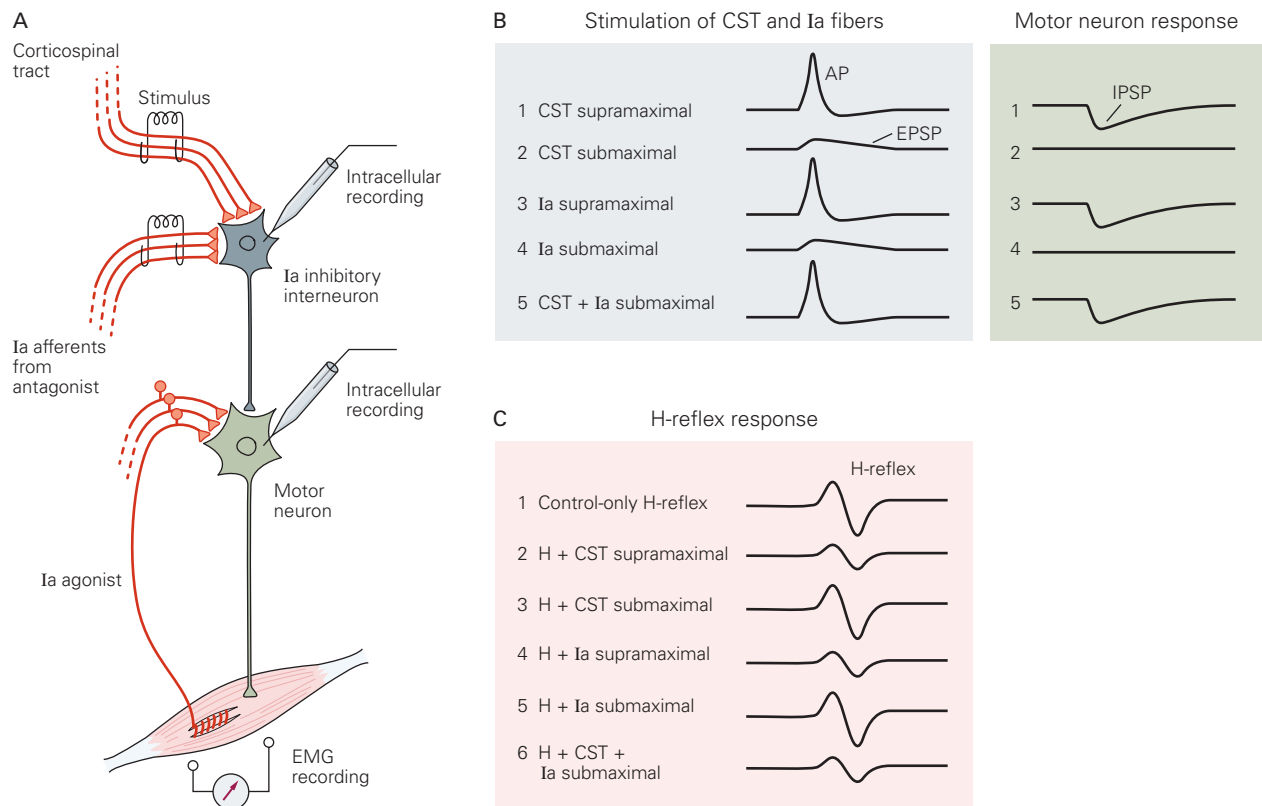 A
Corticospinal
tract
Stimulus
Intracellular
recording
Ia inhibitory
interneuron
Ia afferents
from
antagonist
Intracellular
recording
Motor
neuron
Ia agonist
EMG
recording
B
Stimulation of CST and Ia fibers
AP
1 CST supramaximal
EPSP
2 CST submaximal
3 Ia supramaximal
4 Ia submaximal
5 CST + Ia submaximal
Motor neuron response
IPSP
1
2
3
4
5
C
H-reflex response
H-reflex
1 Control-only H-reflex
2 H + CST supramaximal
3 H + CST submaximal
4 H + Ia supramaximal
5 H + Ia submaximal
6 H + CST +
Ia submaximal